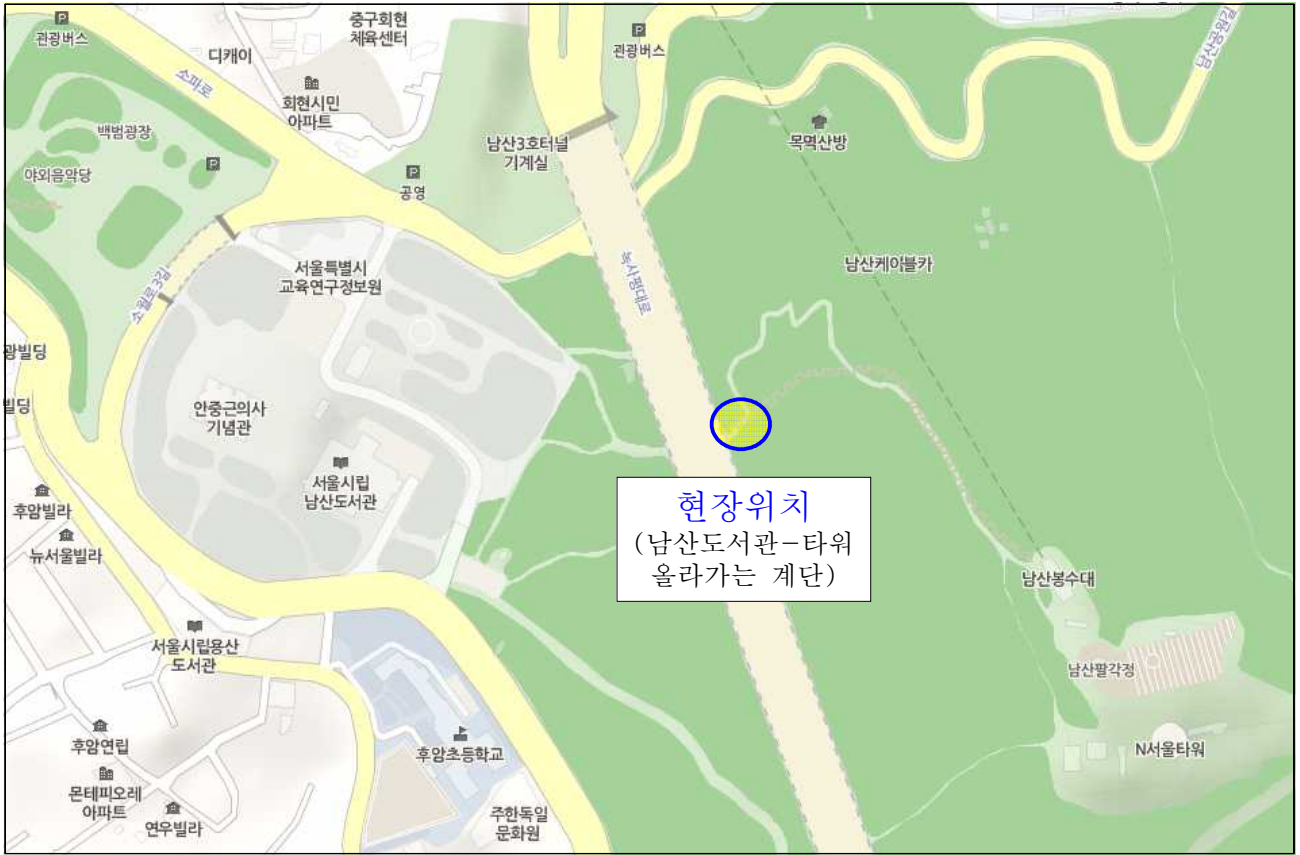 중구회현
체육센터
관광버스
디캐이
관광버스
남산공원길
소파로
회현시민
아파트
백범광장
남산3호터널
기계실
목멱산방
야외음악당
공영
서울특별시
교육연구정보원
남산케이블카
소월로3길
녹사평대로
광빌딩
빌딩
안중근의사
기념관
서울시립
남산도서관
현장위치
(남산도서관-타워
올라가는 계단)
후암빌라
뉴서울빌라
남산봉수대
서울시립용산
도서관
남산팔각정
후암연립
후암초등학교
N서울타워
몬테피오레
아파트
연우빌라
주한독일
문화원